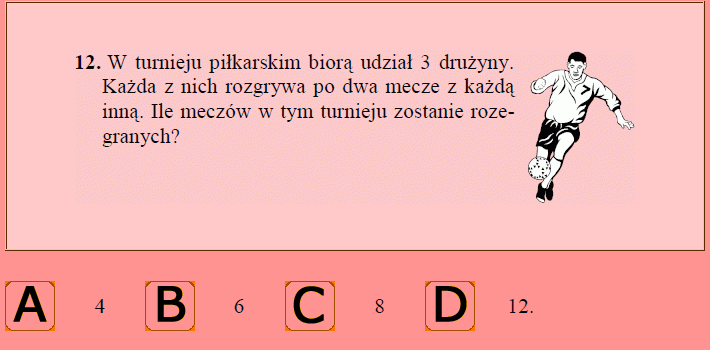 12. W turnieju piłkarskim biorą udział 3 drużyny.
Każda z nich rozgrywa po dwa mecze z każdą
inną. Ile meczów w tym turnieju zostanie roze-
granych?
7
A 4 B 6 C 8 D 12.